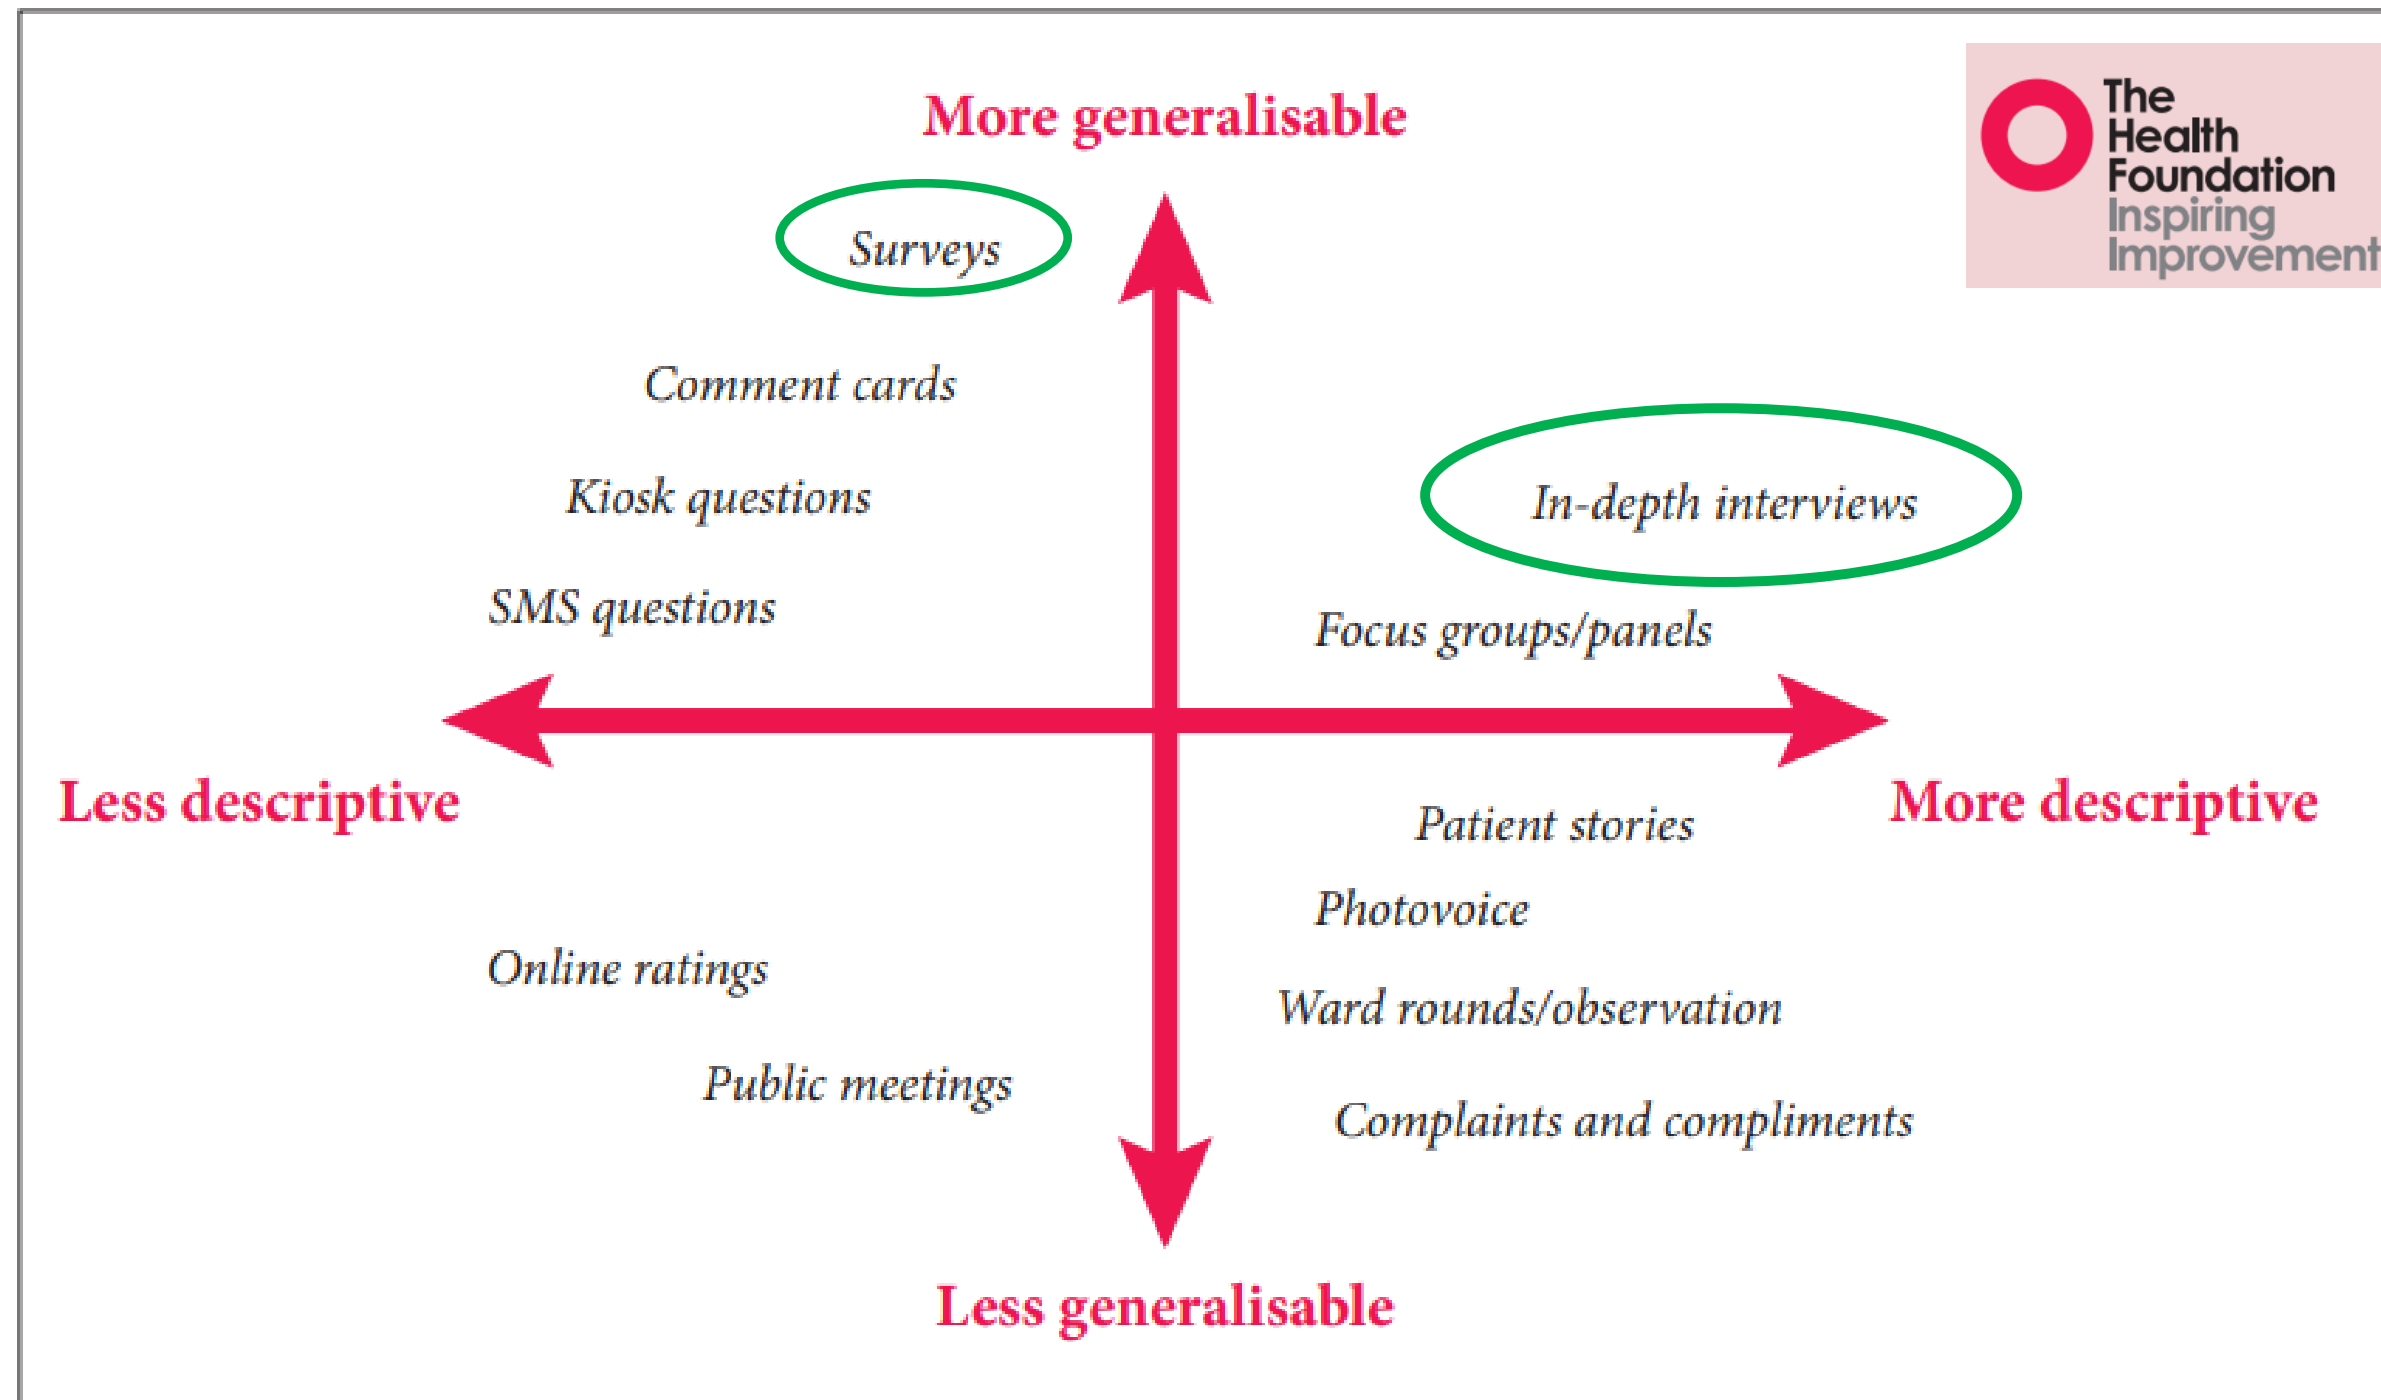 More generalisable
The
Health
Foundation
Inspiring
Improvement
Surveys
Comment cards
Kiosk questions
In-depth interviews
SMS questions
Focus groups/panels
Less descriptive
More descriptive
Patient stories
Photovoice
Online ratings
Ward rounds/observation
Public meetings
Complaints and compliments
Less generalisable